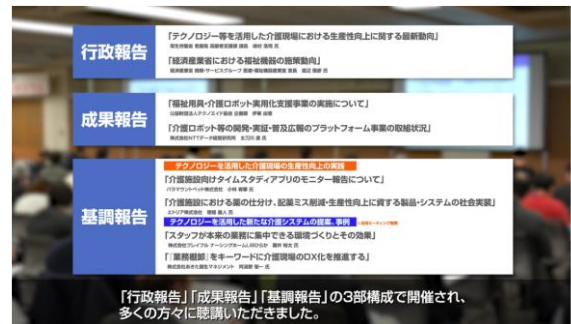 行政報告
「テクノロジー等を活用した介護現場における生産性向上に関する最新動向」
「経済産業省における福祉機器の施策動向」
成果報告
「福祉用具・介護ロボット実用化支援事業の実施について」
「介護ロボット等の開発・実証・普及広報のプラットフォーム事業の取組状況」
基調報告
テクノロジーを活用した介護現場の生産性向上の実践
「介護施設向けタイムスタディアプリのモニター報告について」
「介護施設における薬の仕分け、配薬ミス削減・生産性向上に資する製品・システムの社会実装」
テクノロジーを活用した新たな介護システムの提案、事例
「スタッフが本来の業務に集中できる環境づくりとその効果」
「『業務棚卸』をキーワードに介護現場のDX化を推進する」
「行政報告」「成果報告」「基調報告」の3部構成で開催され、
多くの方々に聴講いただきました。